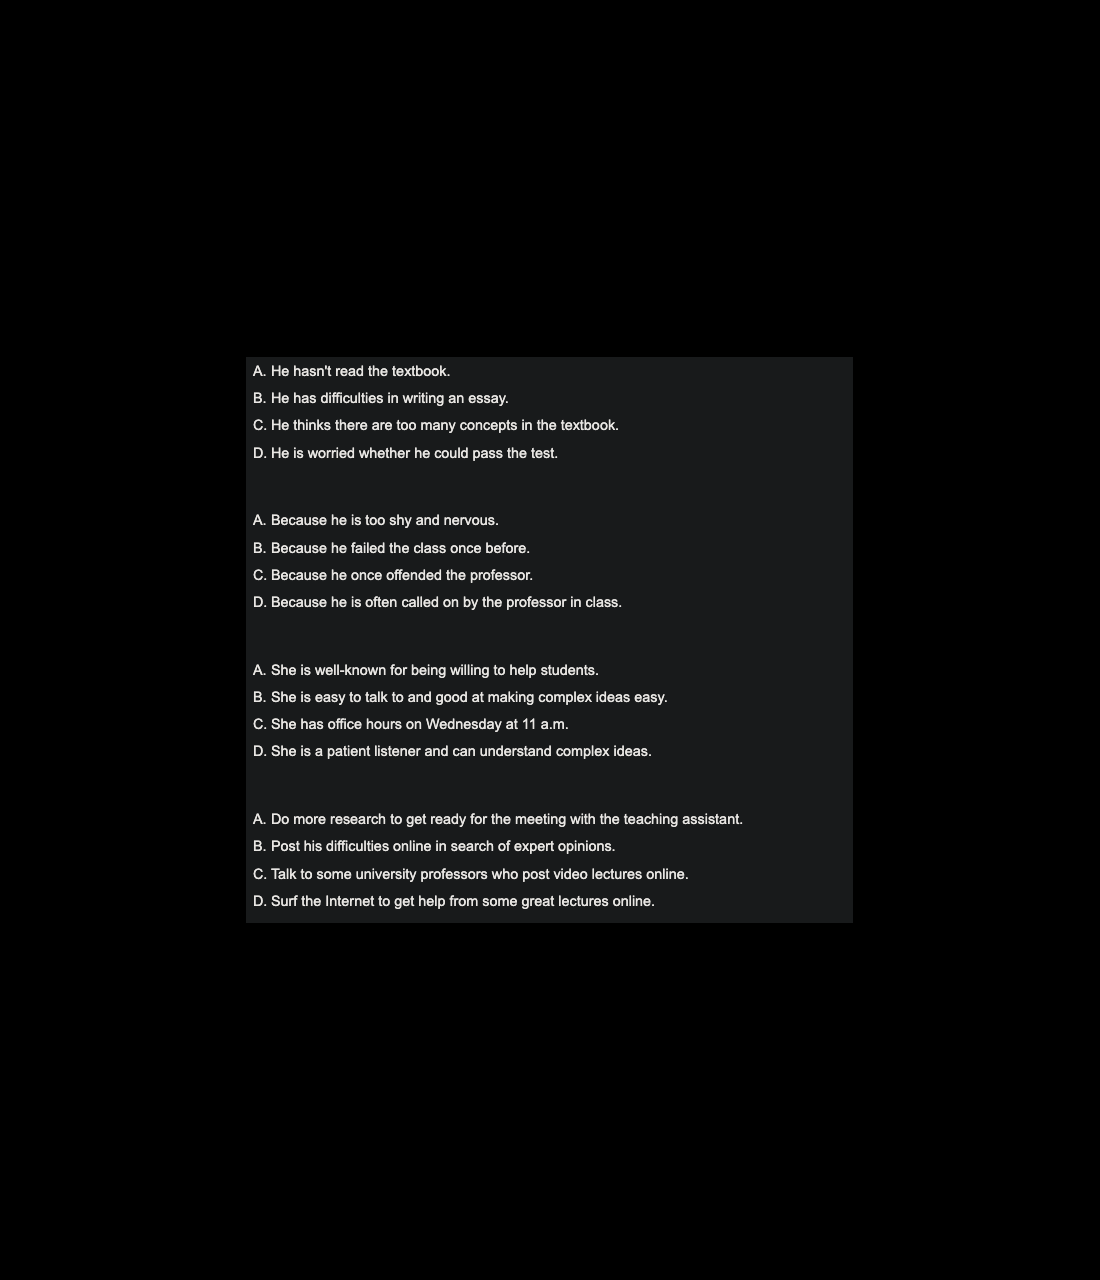 A. He hasn't read the textbook.
B. He has difficulties in writing an essay.
C. He thinks there are too many concepts in the textbook.
D. He is worried whether he could pass the test.
A. Because he is too shy and nervous.
B. Because he failed the class once before.
C. Because he once offended the professor.
D. Because he is often called on by the professor in class.
A. She is well-known for being willing to help students.
B. She is easy to talk to and good at making complex ideas easy.
C. She has office hours on Wednesday at 11 a.m.
D. She is a patient listener and can understand complex ideas.
A. Do more research to get ready for the meeting with the teaching assistant.
B. Post his difficulties online in search of expert opinions.
C. Talk to some university professors who post video lectures online.
D. Surf the Internet to get help from some great lectures online.